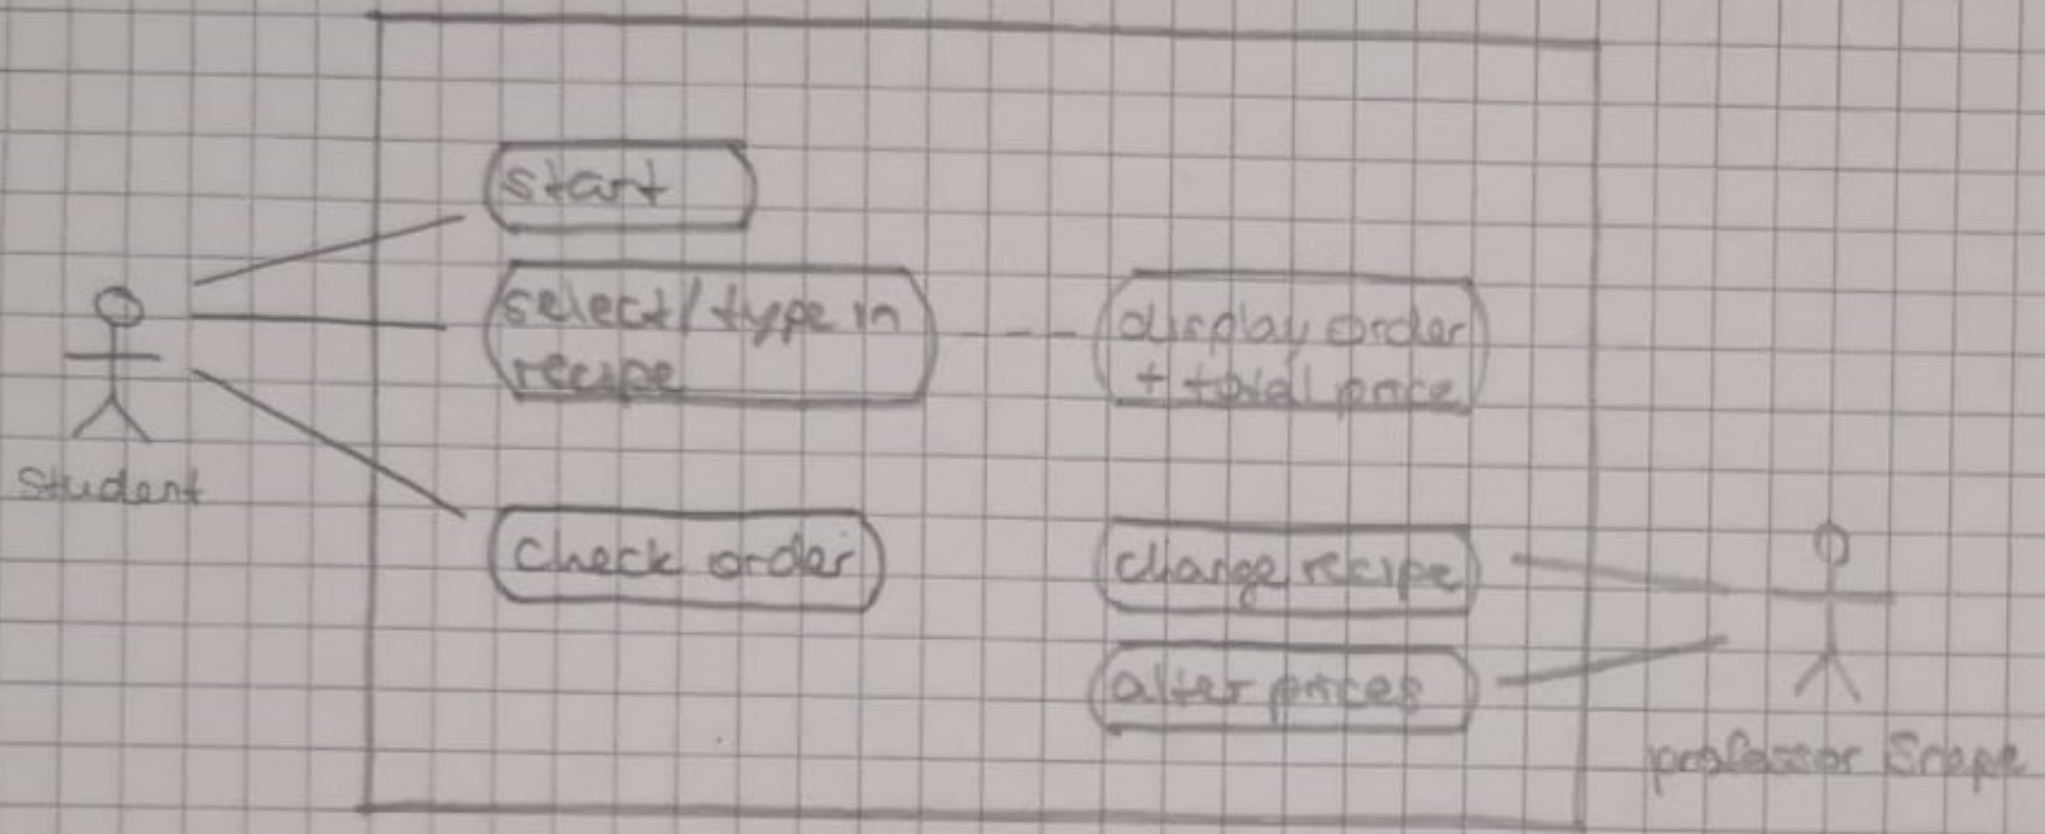 start
select/type in
recipe
display order
+ total price
student
check order
change recipe
alter prices
professor Snape